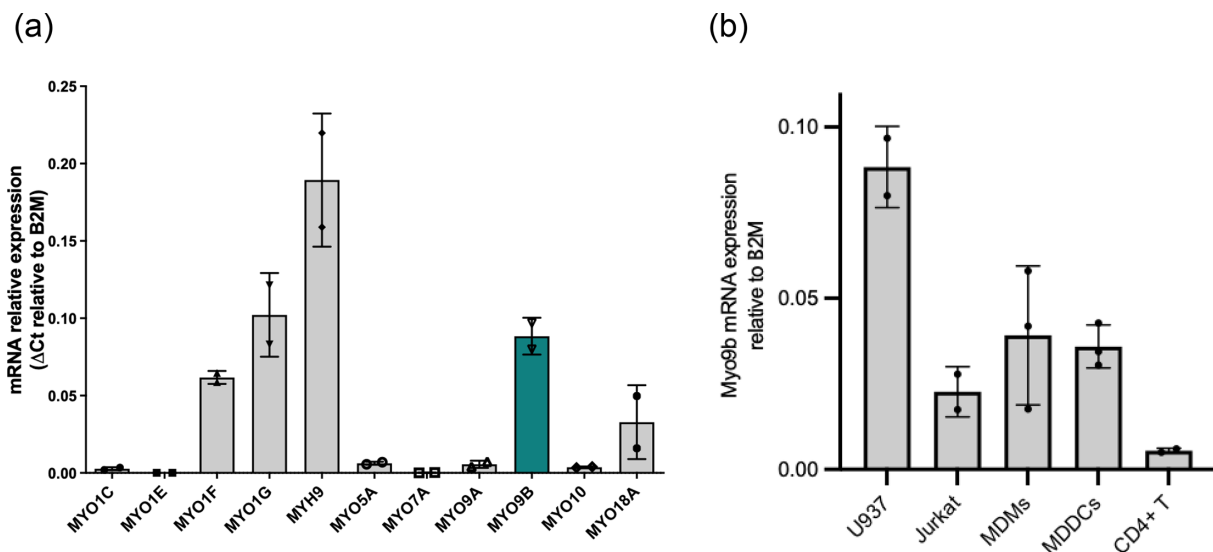 (a)
mRNA relative expression
(ΔCt relative to B2M)
0.25
0.20
0.15
0.10
0.05
0.00
MYO1C
MYO1E
MYO1F
MYO1G
MYH9
MYO5A
MYO7A
MYO9A
MYO9B
MYO10
MYO18A
(b)
Myo9b mRNA expression
relative to B2M
0.10
0.05
0.00
U937
Jurkat
MDMs
MDDCs
CD4+ T